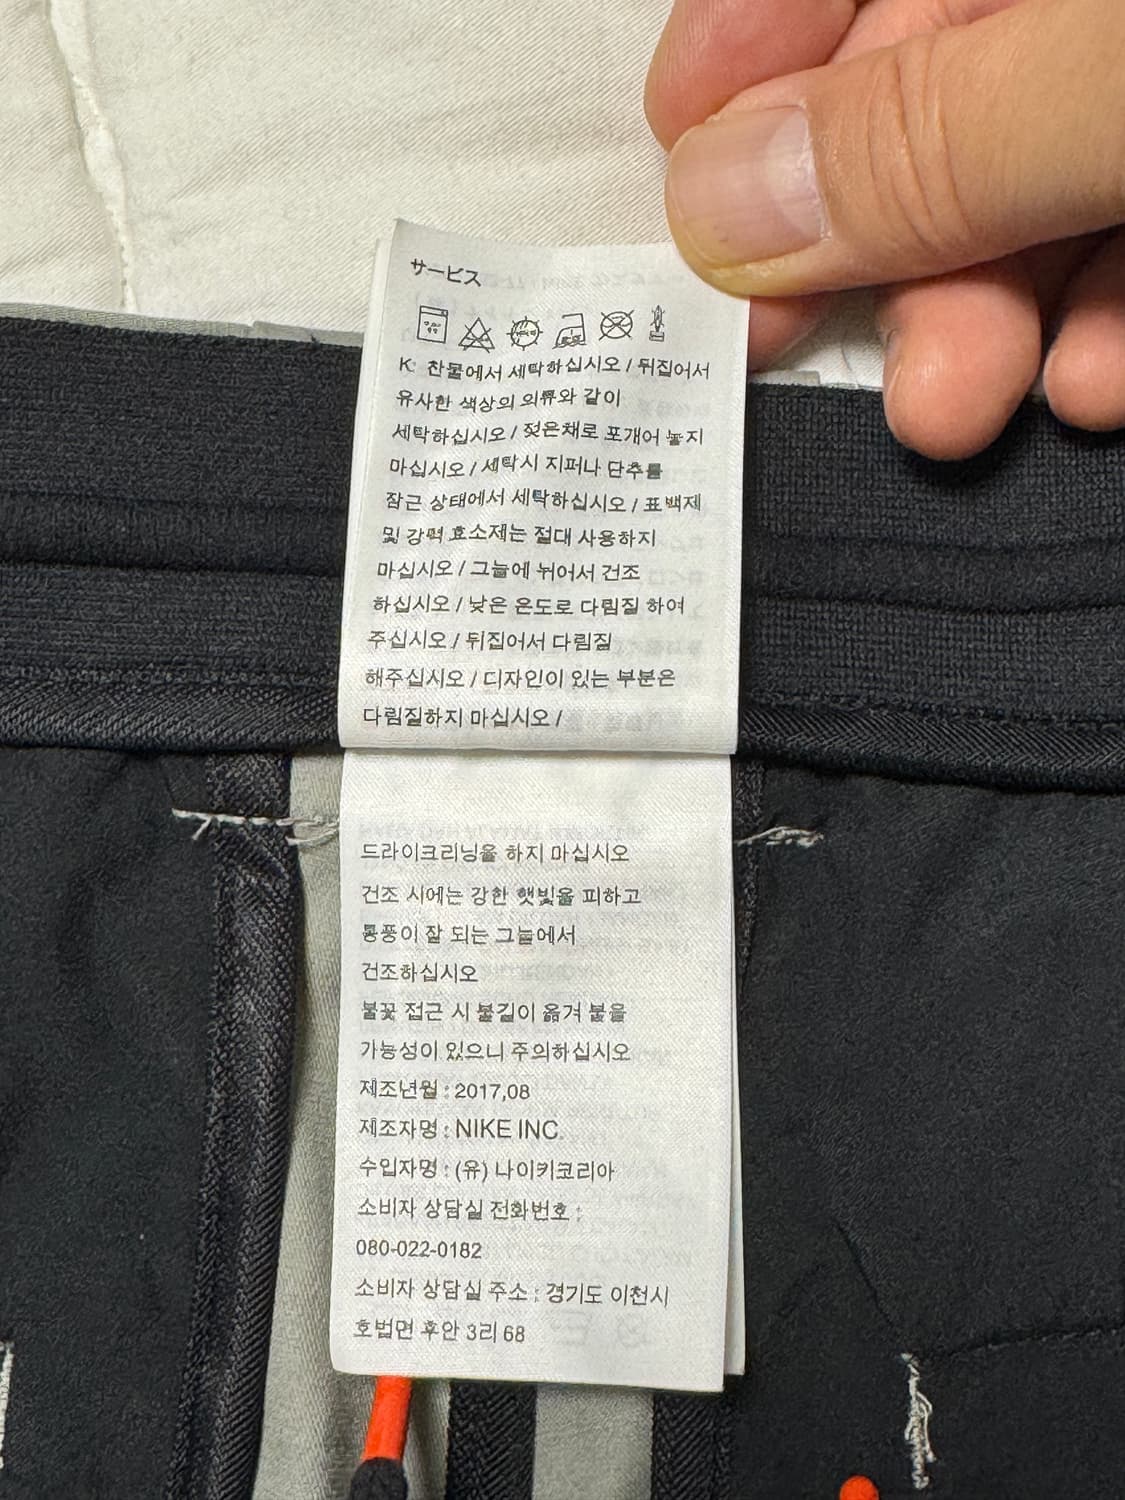 サービス
K: 찬물에서 세탁하십시오 / 뒤집어서
유사한 색상의 의류와 같이
세탁하십시오 / 젖은채로 포개어 놓지
마십시오 / 세탁시 지퍼나 단추를
잠근 상태에서 세탁하십시오 / 표백제
및 강력 효소제는 절대 사용하지
마십시오 / 그늘에 뉘어서 건조
하십시오 / 낮은 온도로 다림질 하여
주십시오 / 뒤집어서 다림질
해주십시오 / 디자인이 있는 부분은
다림질하지 마십시오 /
드라이크리닝을 하지 마십시오
건조 시에는 강한 햇빛을 피하고
통풍이 잘 되는 그늘에서
건조하십시오
불꽃 접근 시 불길이 옮겨 붙을
가능성이 있으니 주의하십시오
제조년월 : 2017,08
제조자명 : NIKE INC.
수입자명 : (유) 나이키코리아
소비자 상담실 전화번호 :
080-022-0182
소비자 상담실 주소 : 경기도 이천시
호법면 후안 3리 68